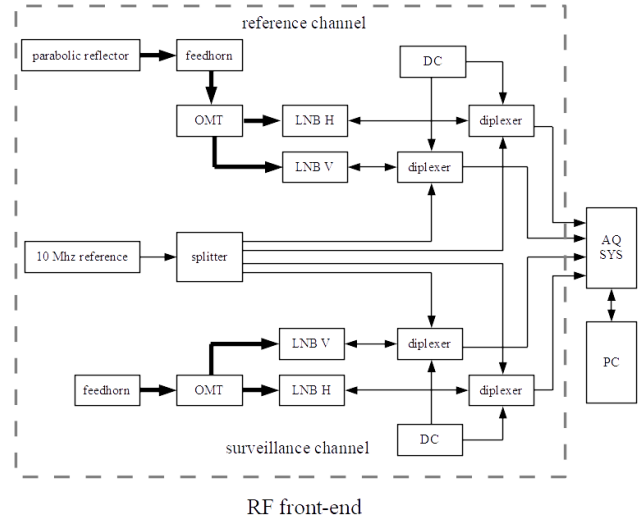 reference channel
parabolic reflector
feedhorn
DC
OMT
LNB H
diplexer
LNB V
diplexer
10 Mhz reference
splitter
AQ
SYS
LNB V
diplexer
PC
feedhorn
OMT
LNB H
diplexer
DC
surveillance channel
RF front-end